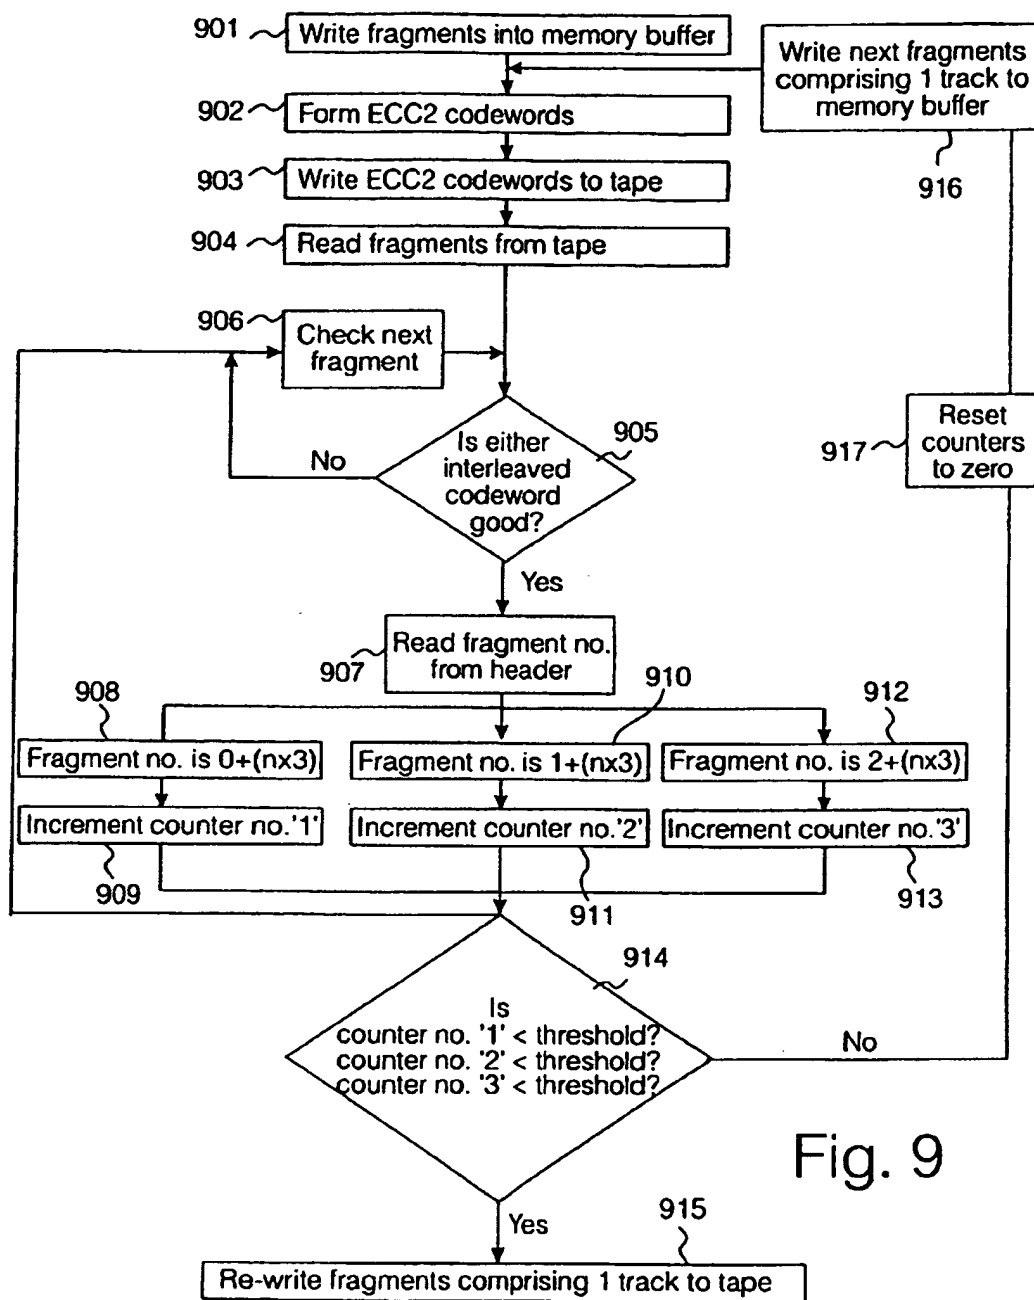 901
Write fragments into memory buffer
Write next fragments
comprising 1 track to
memory buffer
916
902
Form ECC2 codewords
903
Write ECC2 codewords to tape
904
Read fragments from tape
906
Check next
fragment
905
Is either
interleaved
codeword
good?
No
Yes
917
Reset
counters
to zero
907
Read fragment no.
from header
908
910
912
Fragment no. is 0+(nx3)
Fragment no. is 1+(nx3)
Fragment no. is 2+(nx3)
Increment counter no.'1'
Increment counter no.'2'
Increment counter no.'3'
909
911
913
914
Is
counter no. '1' < threshold?
counter no. '2' < threshold?
counter no. '3' < threshold?
No
Fig. 9
Yes
915
Re-write fragments comprising 1 track to tape